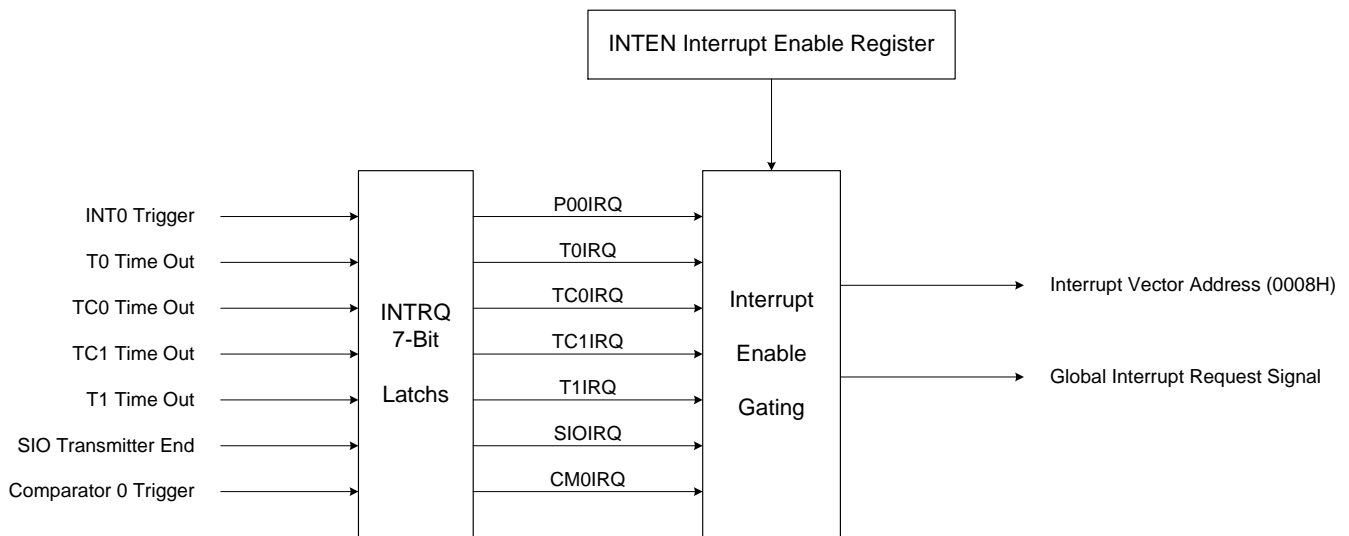 INTEN Interrupt Enable Register
INT0 Trigger
T0 Time Out
TC0 Time Out
TC1 Time Out
T1 Time Out
SIO Transmitter End
Comparator 0 Trigger
INTRQ
7-Bit
Latchs
P00IRQ
T0IRQ
TC0IRQ
TC1IRQ
T1IRQ
SIOIRQ
CM0IRQ
Interrupt
Enable
Gating
Interrupt Vector Address (0008H)
Global Interrupt Request Signal